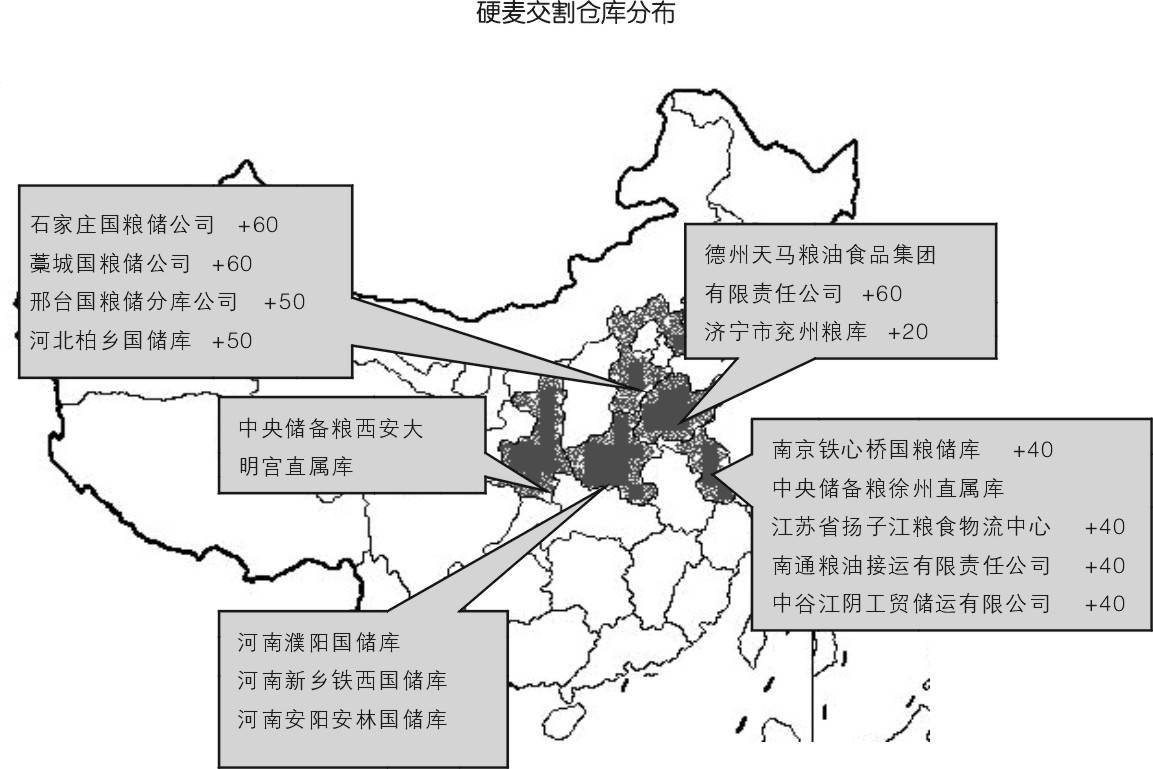 硬麦交割仓库分布
石家庄国粮储公司 +60
藁城国粮储公司 +60
邢台国粮储分库公司 +50
河北柏乡国储库 +50
德州天马粮油食品集团
有限责任公司 +60
济宁市兖州粮库 +20
中央储备粮西安大
明宫直属库
南京铁心桥国粮储库 +40
中央储备粮徐州直属库
江苏省扬子江粮食物流中心 +40
南通粮油接运有限责任公司 +40
中谷江阴工贸储运有限公司 +40
河南濮阳国储库
河南新乡铁西国储库
河南安阳安林国储库